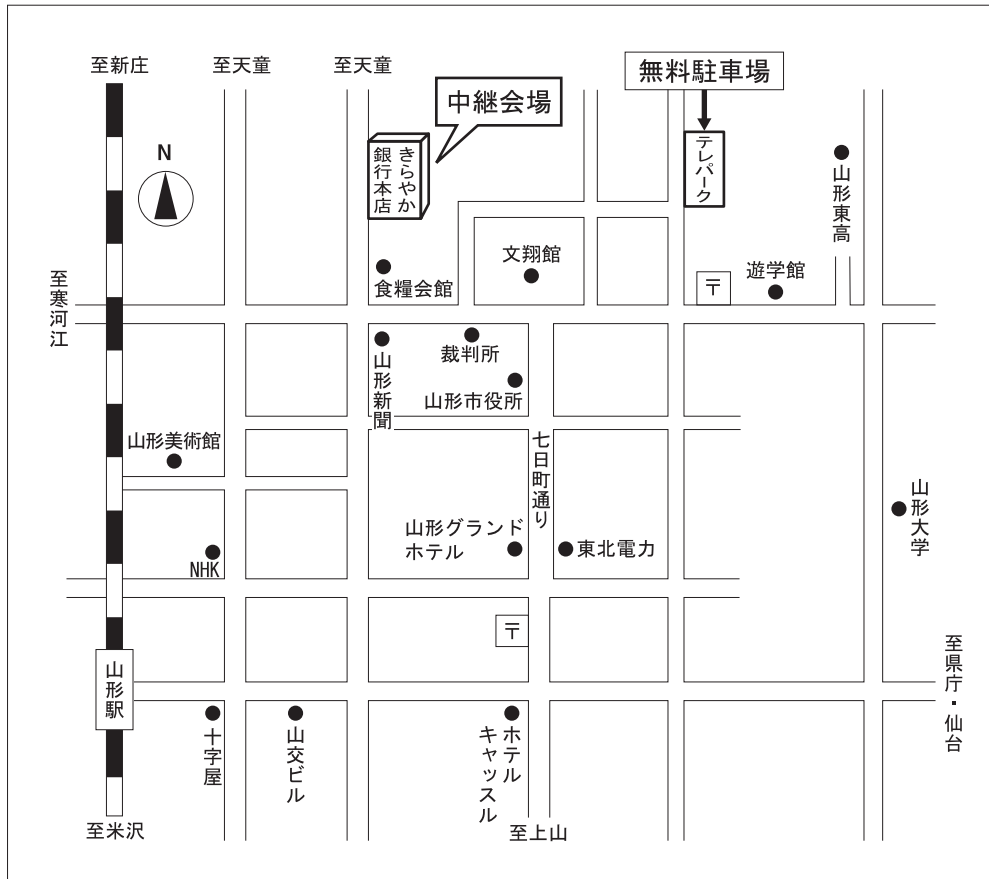 至新庄
至天童
至天童
無料駐車場
中継会場
N
きらやか
銀行本店
テレパーク
山形東高
至寒河江
食糧会館
文翔館
〒
遊学館
山形新聞
裁判所
山形市役所
山形美術館
七日町通り
山形大学
山形グランド
ホテル
東北電力
NHK
〒
山形駅
至県庁・仙台
十字屋
山交ビル
ホテル
キャッスル
至米沢
至上山